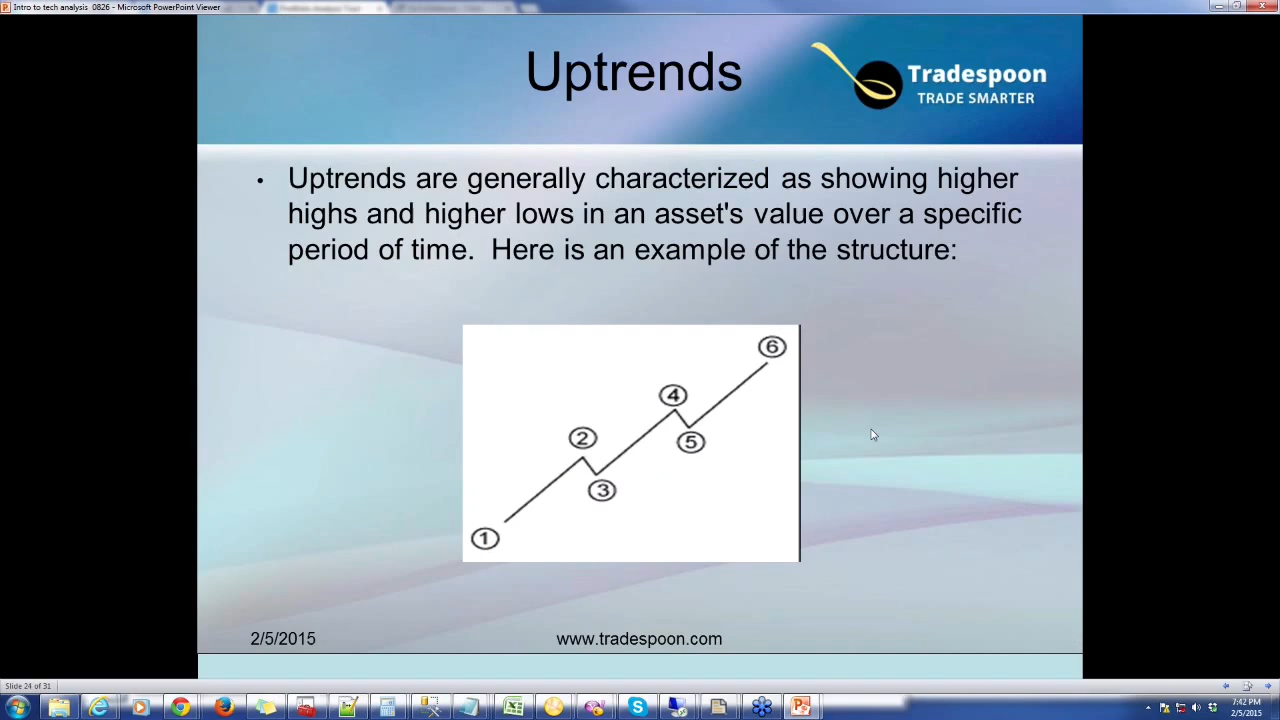 Intro to tech analysis 0826 - Microsoft PowerPoint Viewer
Uptrends
Tradespoon
TRADE SMARTER
• Uptrends are generally characterized as showing higher
highs and higher lows in an asset's value over a specific
period of time. Here is an example of the structure:
6
4
2
5
3
1
2/5/2015
www.tradespoon.com
Slide 24 of 31
7:42 PM
2/5/2015